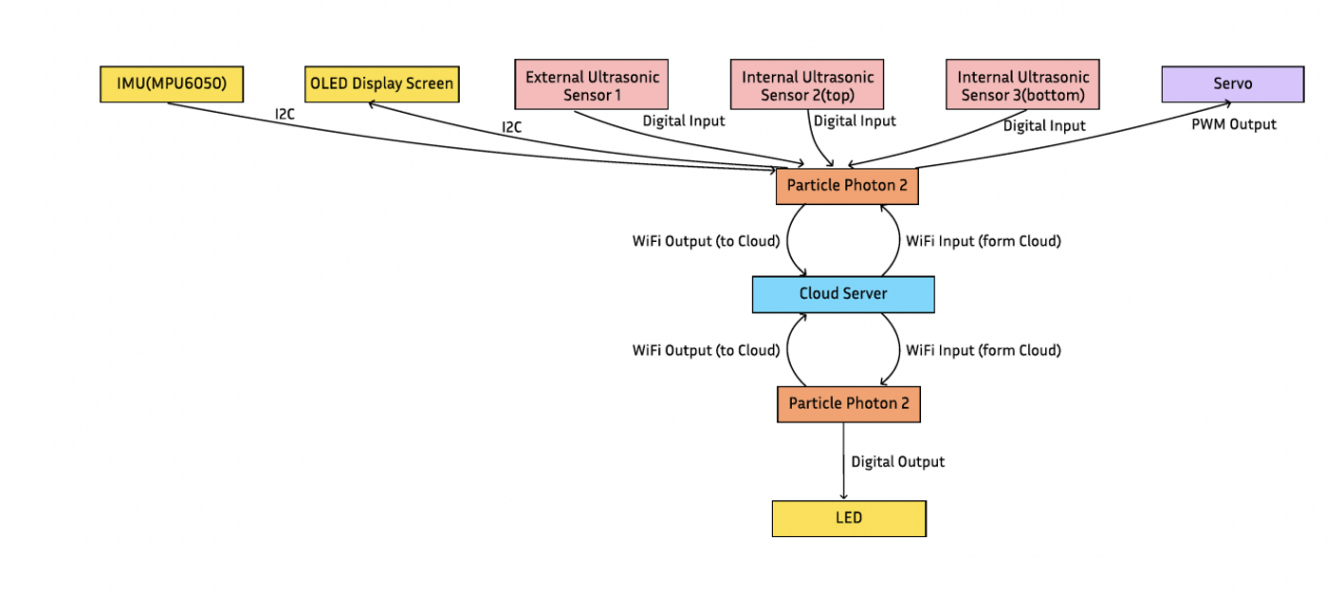 IMU(MPU6050)
OLED Display Screen
External Ultrasonic
Sensor 1
Internal Ultrasonic
Sensor 2(top)
Internal Ultrasonic
Sensor 3(bottom)
Servo
I2C
I2C
Digital Input
Digital Input
Digital Input
PWM Output
Particle Photon 2
WiFi Output (to Cloud)
WiFi Input (form Cloud)
Cloud Server
WiFi Output (to Cloud)
WiFi Input (form Cloud)
Particle Photon 2
Digital Output
LED